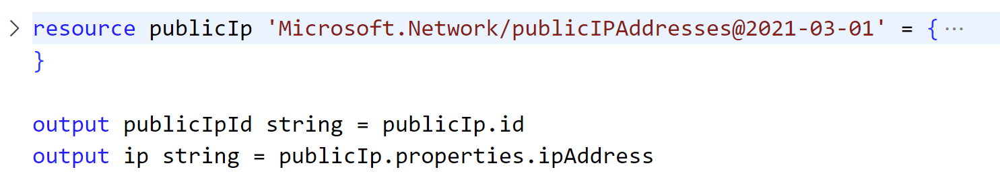 resource publicIp 'Microsoft.Network/publicIPAddresses@2021-03-01' = {···
}
output publicIpId string = publicIp.id
output ip string = publicIp.properties.ipAddress